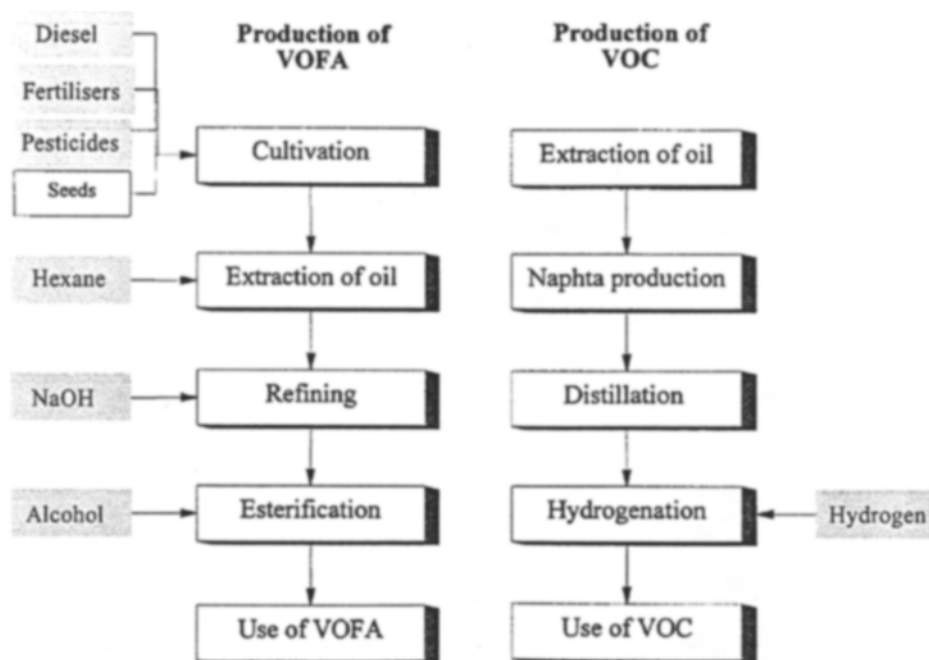 Production of
VOFA
Diesel
Fertilisers
Pesticides
Seeds
Cultivation
Hexane
Extraction of oil
NaOH
Refining
Alcohol
Esterification
Use of VOFA
Production of
VOC
Extraction of oil
Naphta production
Distillation
Hydrogenation
Hydrogen
Use of VOC